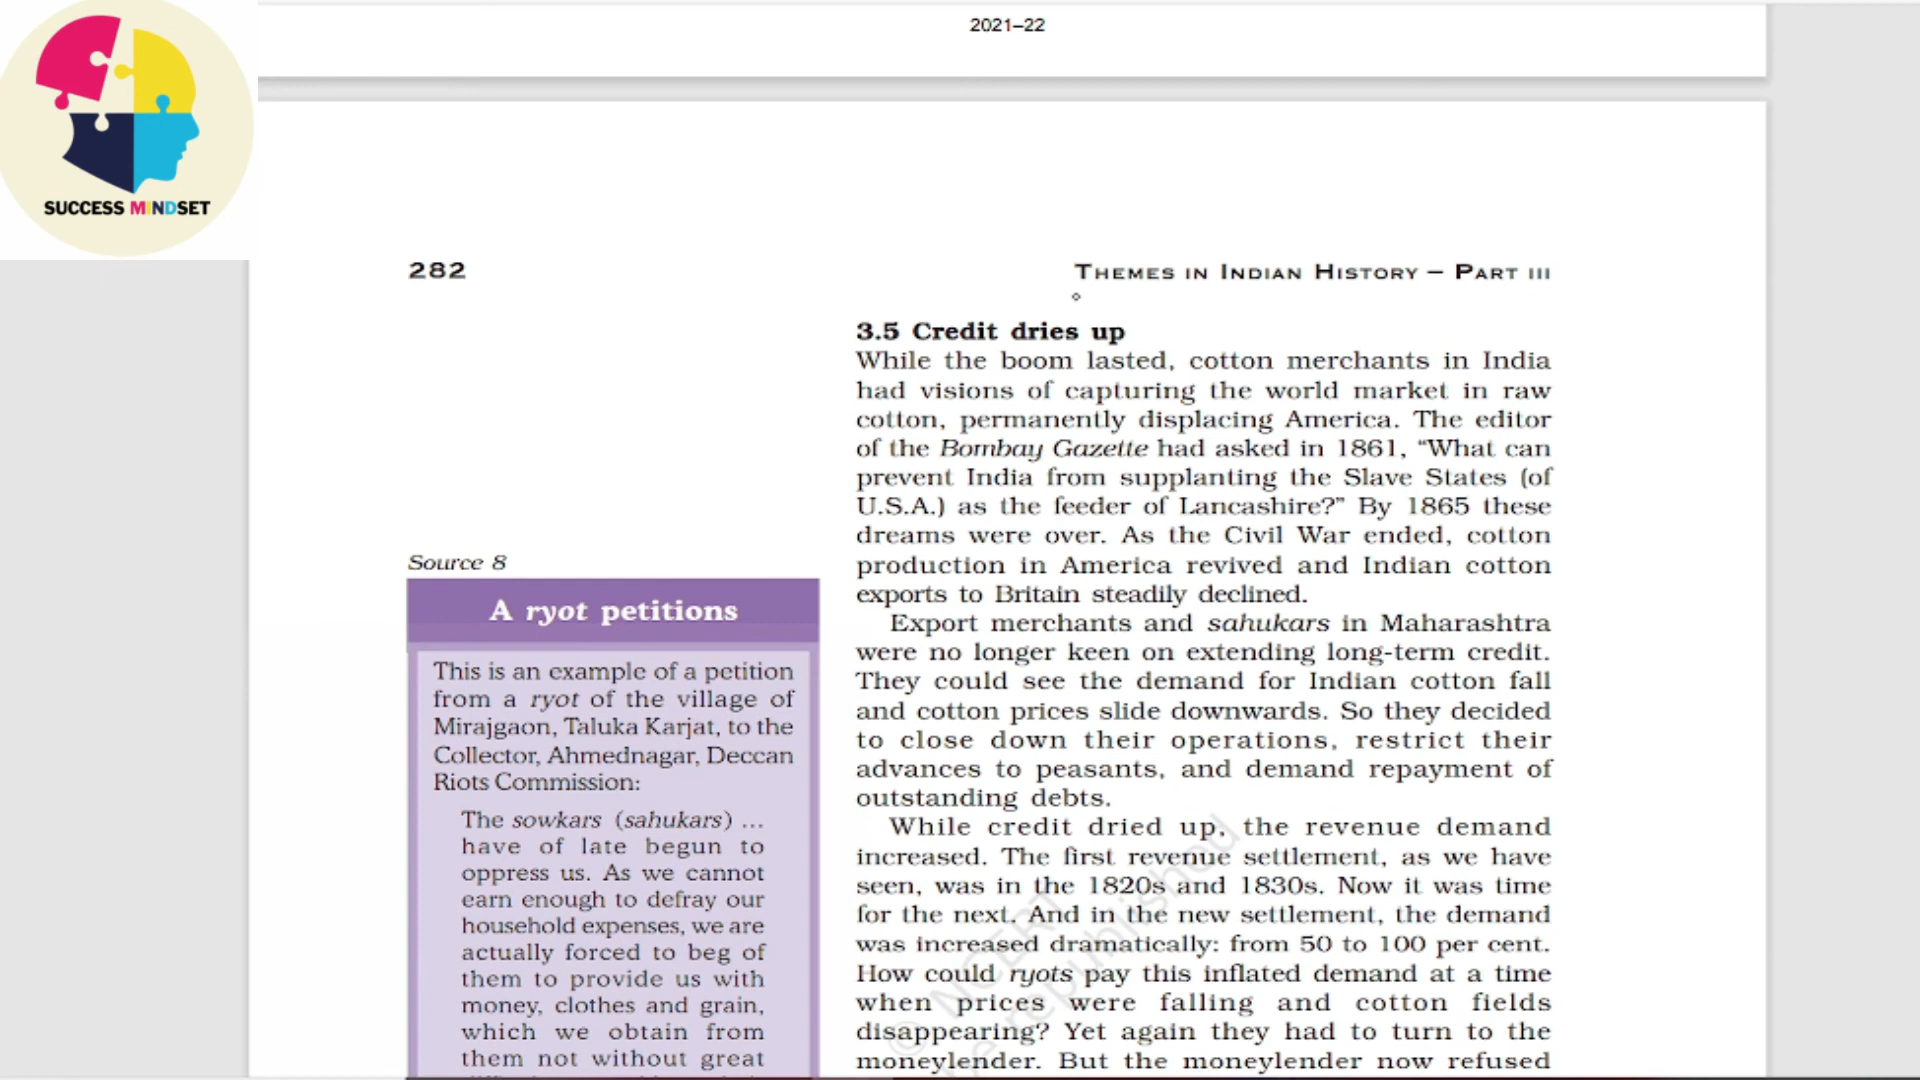 2021–22
SUCCESS MINDSET
282
THEMES IN INDIAN HISTORY – PART III
3.5 Credit dries up
While the boom lasted, cotton merchants in India
had visions of capturing the world market in raw
cotton, permanently displacing America. The editor
of the Bombay Gazette had asked in 1861, “What can
prevent India from supplanting the Slave States (of
U.S.A.) as the feeder of Lancashire?” By 1865 these
dreams were over. As the Civil War ended, cotton
production in America revived and Indian cotton
exports to Britain steadily declined.
Export merchants and sahukars in Maharashtra
were no longer keen on extending long-term credit.
They could see the demand for Indian cotton fall
and cotton prices slide downwards. So they decided
to close down their operations, restrict their
advances to peasants, and demand repayment of
outstanding debts.
While credit dried up, the revenue demand
increased. The first revenue settlement, as we have
seen, was in the 1820s and 1830s. Now it was time
for the next. And in the new settlement, the demand
was increased dramatically: from 50 to 100 per cent.
How could ryots pay this inflated demand at a time
when prices were falling and cotton fields
disappearing? Yet again they had to turn to the
moneylender. But the moneylender now refused
Source 8
A ryot petitions
This is an example of a petition
from a ryot of the village of
Mirajgaon, Taluka Karjat, to the
Collector, Ahmednagar, Deccan
Riots Commission:
The sowkars (sahukars) ...
have of late begun to
oppress us. As we cannot
earn enough to defray our
household expenses, we are
actually forced to beg of
them to provide us with
money, clothes and grain,
which we obtain from
them not without great
© NCERT
republished